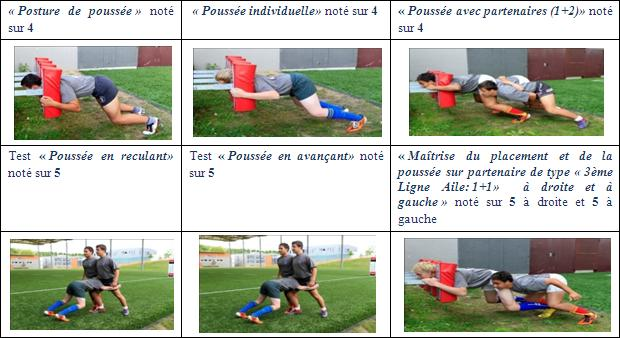 « Posture de poussée » noté
sur 4
« Poussée individuelle» noté sur 4
« Poussée avec partenaires (1+2)» noté
sur 4
Test « Poussée en reculant»
noté sur 5
Test « Poussée en avançant» noté
sur 5
« Maîtrise du placement et de la
poussée sur partenaire de type « 3ème
Ligne Aile: 1+1» à droite et à
gauche » noté sur 5 à droite et 5 à
gauche